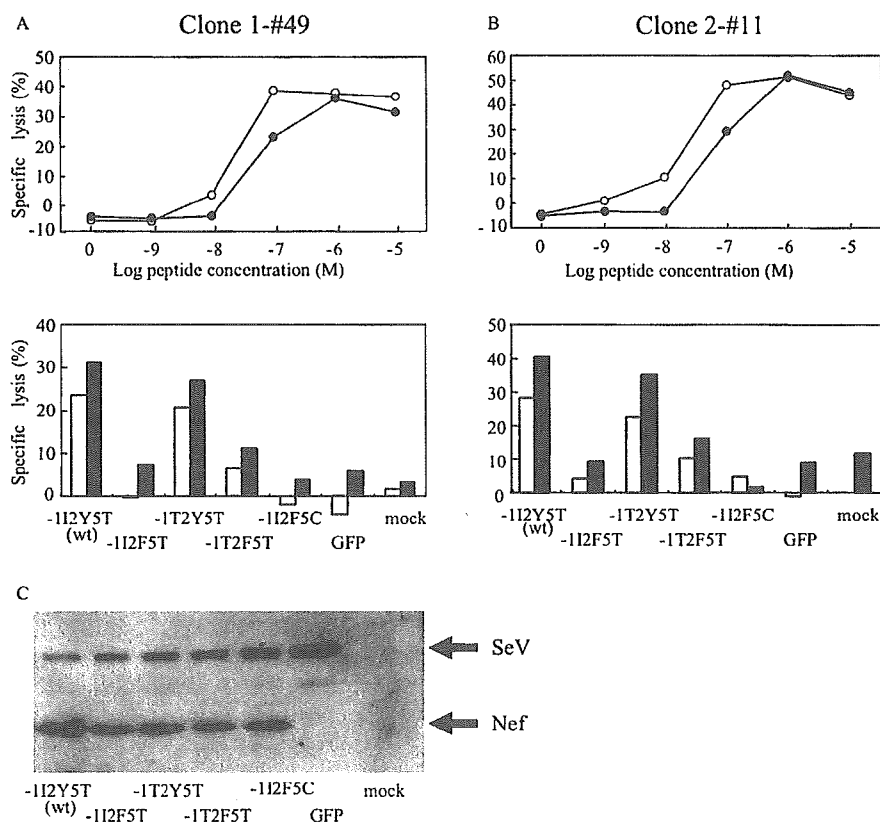 A
Clone 1-#49
Specific lysis (%)
50
40
30
20
10
0
-10
0 -9 -8 -7 -6 -5
Log peptide concentration (M)
B
Clone 2-#11
60
50
40
30
20
10
0
-10
0 -9 -8 -7 -6 -5
Log peptide concentration (M)
Specific lysis (%)
40
30
20
10
0
-1I2Y5T (wt) -1I2F5T -1T2Y5T -1T2F5T -1I2F5C GFP mock
50
40
30
20
10
0
-1I2Y5T (wt) -1I2F5T -1T2Y5T -1T2F5T -1I2F5C GFP mock
C
SeV
Nef
-1I2Y5T (wt) -1I2F5T -1T2Y5T -1T2F5T -1I2F5C GFP mock